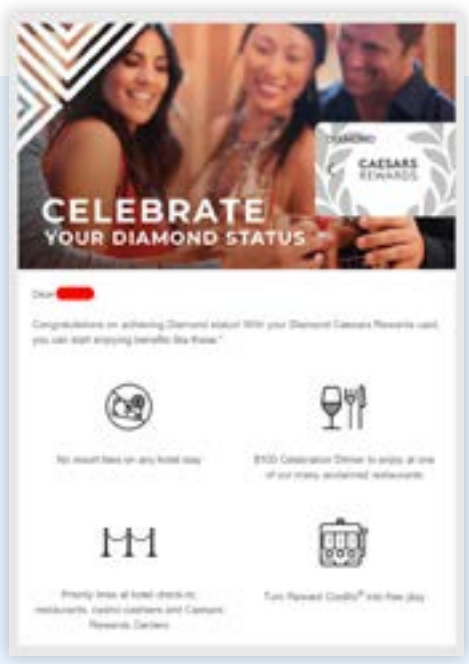 DIAMOND
CAESARS
REWARDS
CELEBRATE
YOUR DIAMOND STATUS
Dear
Congratulations on achieving Diamond status! With your Diamond Caesars Rewards card,
you can start enjoying benefits like these:*
No resort fees on any hotel stay
$100 Celebration Dinner to enjoy at one
of our many acclaimed restaurants
Priority lines at hotel check-in,
restaurants, casino cashiers and Caesars
Rewards Centers
Turn Reward Credits® into free play